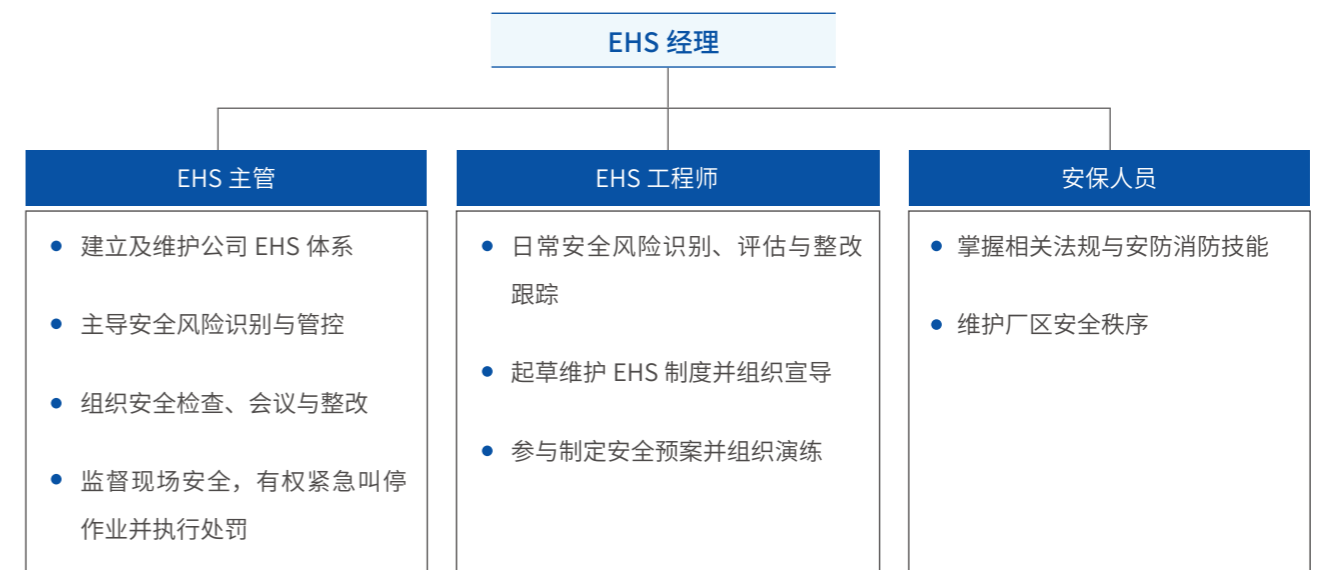 EHS 经理
EHS 主管
建立及维护公司 EHS 体系
主导安全风险识别与管控
组织安全检查、会议与整改
监督现场安全，有权紧急叫停
作业并执行处罚
EHS 工程师
日常安全风险识别、评估与整改
跟踪
起草维护 EHS 制度并组织宣导
参与制定安全预案并组织演练
安保人员
掌握相关法规与安防消防技能
维护厂区安全秩序